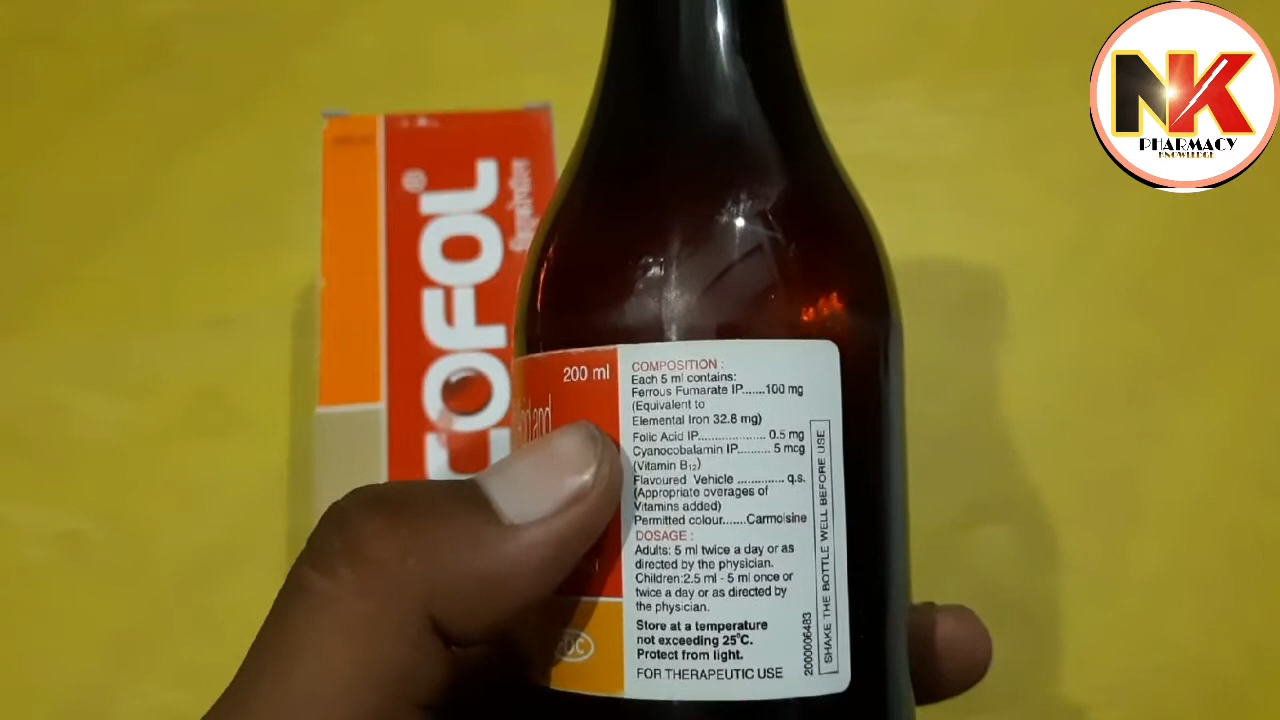 NK
PHARMACY
KNOWLEDGE
COFOL®
200 ml
and
COMPOSITION :
Each 5 ml contains:
Ferrous Fumarate IP.......100 mg
(Equivalent to
Elemental Iron 32.8 mg)
Folic Acid IP.................... 0.5 mg
Cyanocobalamin IP.......... 5 mcg
(Vitamin B₁₂)
Flavoured Vehicle .............. q.s.
(Appropriate overages of
Vitamins added)
Permitted colour.......Carmoisine
DOSAGE :
Adults: 5 ml twice a day or as
directed by the physician.
Children:2.5 ml - 5 ml once or
twice a day or as directed by
the physician.
Store at a temperature
not exceeding 25°C.
Protect from light.
FOR THERAPEUTIC USE
2000006483
SHAKE THE BOTTLE WELL BEFORE USE